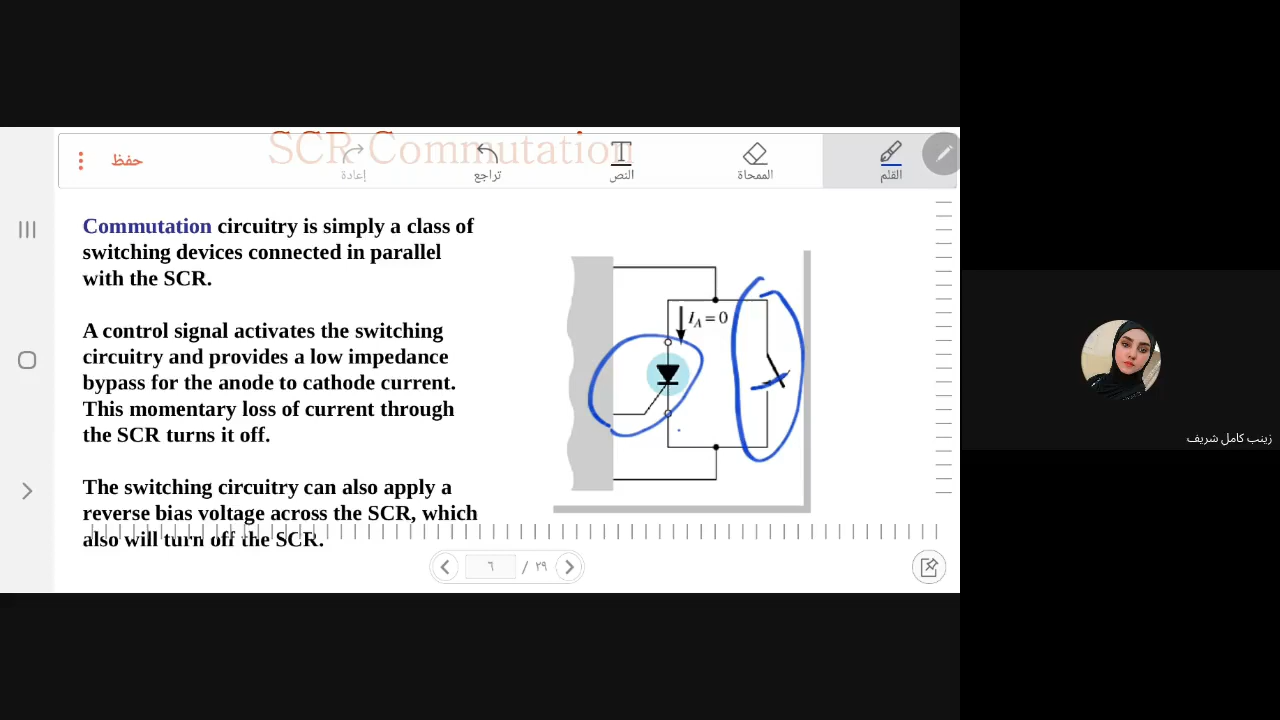 SCR Commutation
حفظ
إعادة
تراجع
النص
الممحاة
القلم
Commutation circuitry is simply a class of
switching devices connected in parallel
with the SCR.
A control signal activates the switching
circuitry and provides a low impedance
bypass for the anode to cathode current.
This momentary loss of current through
the SCR turns it off.
The switching circuitry can also apply a
reverse bias voltage across the SCR, which
also will turn off the SCR.
iA = 0
٦ / ٢٩
زينب كامل شريف